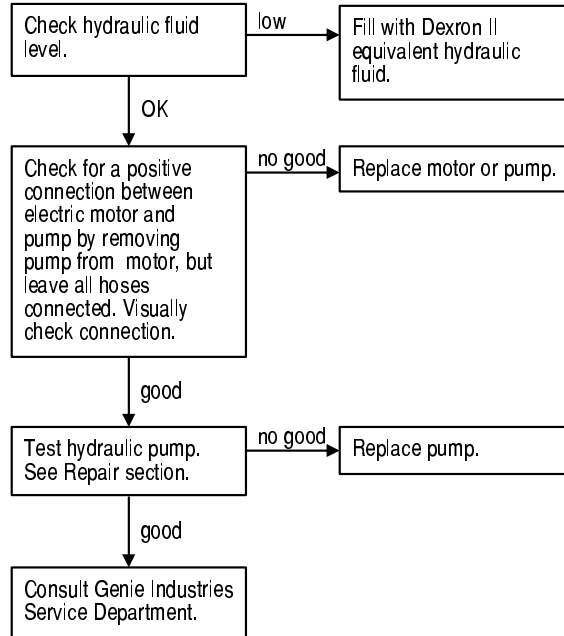 Check hydraulic fluid
level.
low
Fill with Dexron II
equivalent hydraulic
fluid.
OK
Check for a positive
connection between
electric motor and
pump by removing
pump from motor, but
leave all hoses
connected. Visually
check connection.
no good
Replace motor or pump.
good
Test hydraulic pump.
See Repair section.
no good
Replace pump.
good
Consult Genie Industries
Service Department.